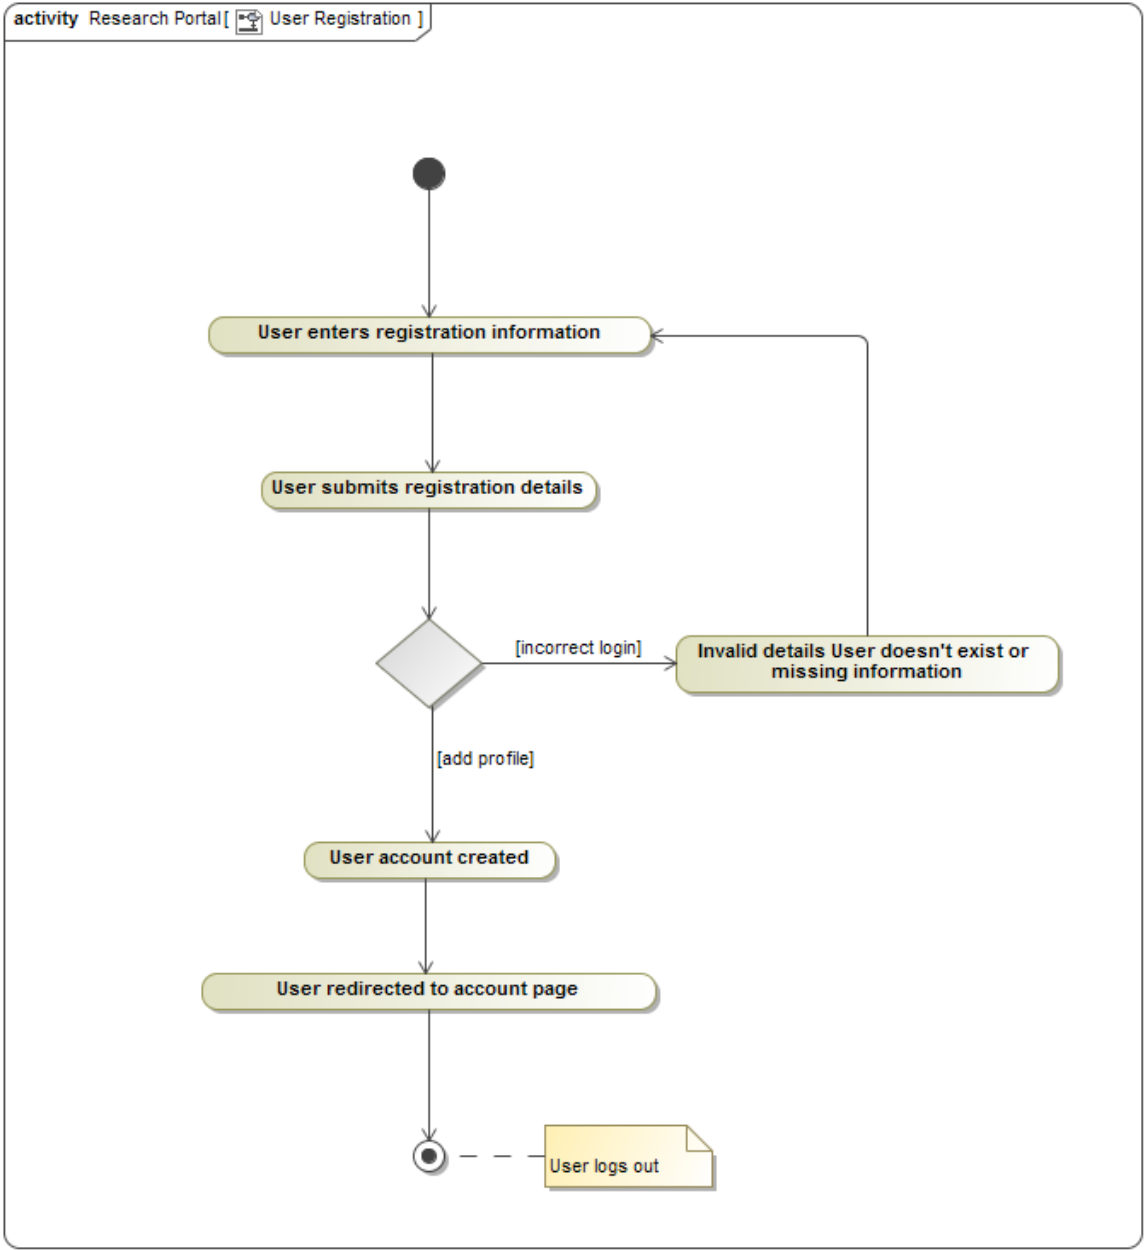 activity Research Portal[ User Registration ]
User enters registration information
User submits registration details
[incorrect login]
Invalid details User doesn't exist or
missing information
[add profile]
User account created
User redirected to account page
User logs out